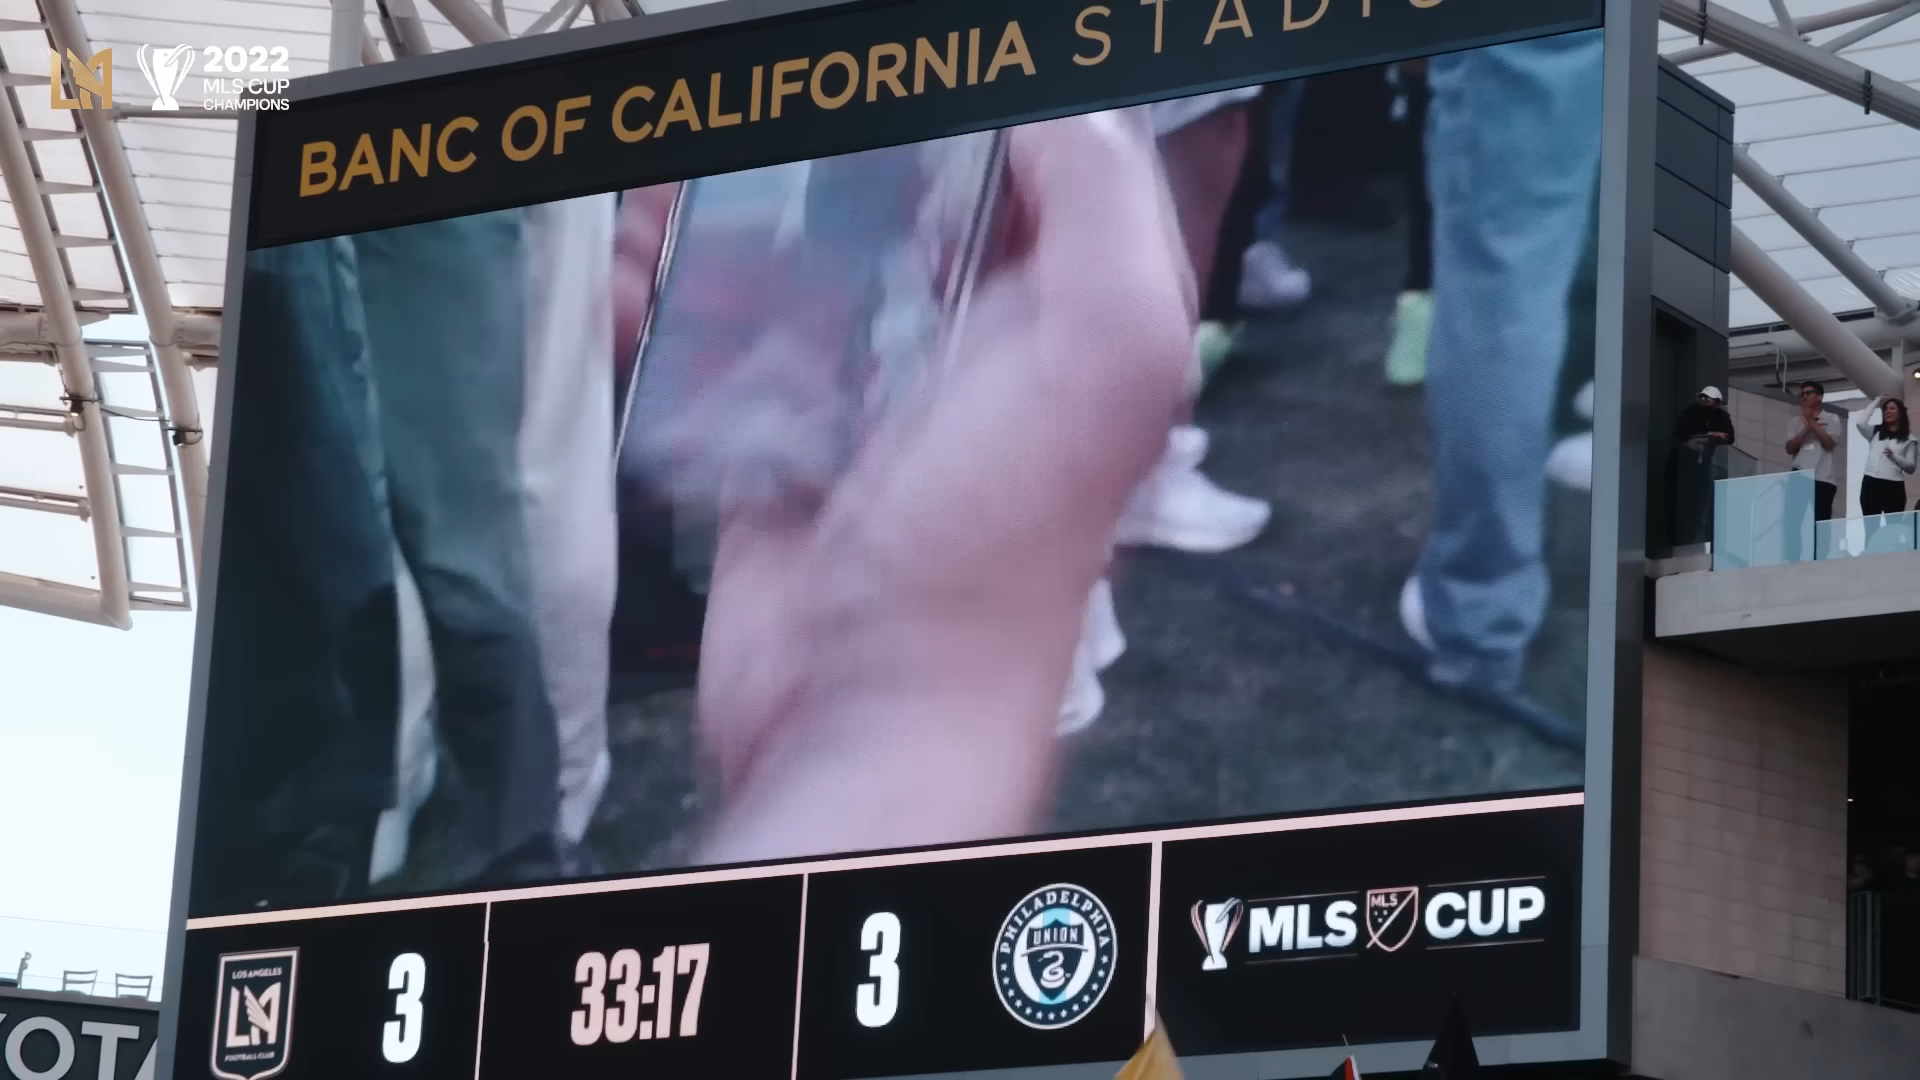 2022
MLS CUP
CHAMPIONS
BANC OF CALIFORNIA STADIU
LOS ANGELES
FOOTBALL CLUB
3
33:17
3
PHILADELPHIA
UNION
MLS
MLS
CUP
YOTA